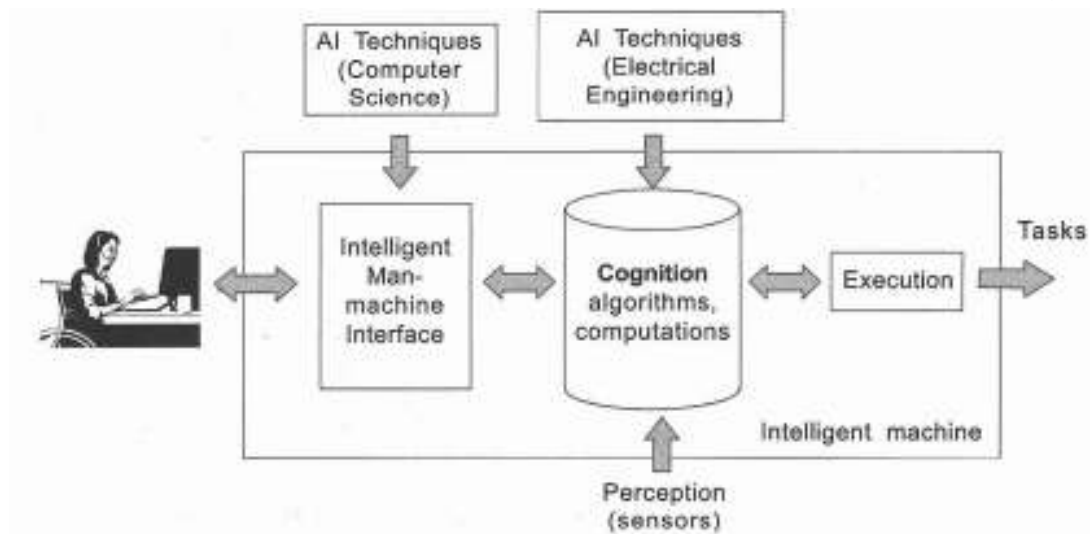 AI Techniques
(Computer
Science)
AI Techniques
(Electrical
Engineering)
Intelligent
Man-
machine
Interface
Cognition
algorithms,
computations
Execution
Tasks
Intelligent machine
Perception
(sensors)